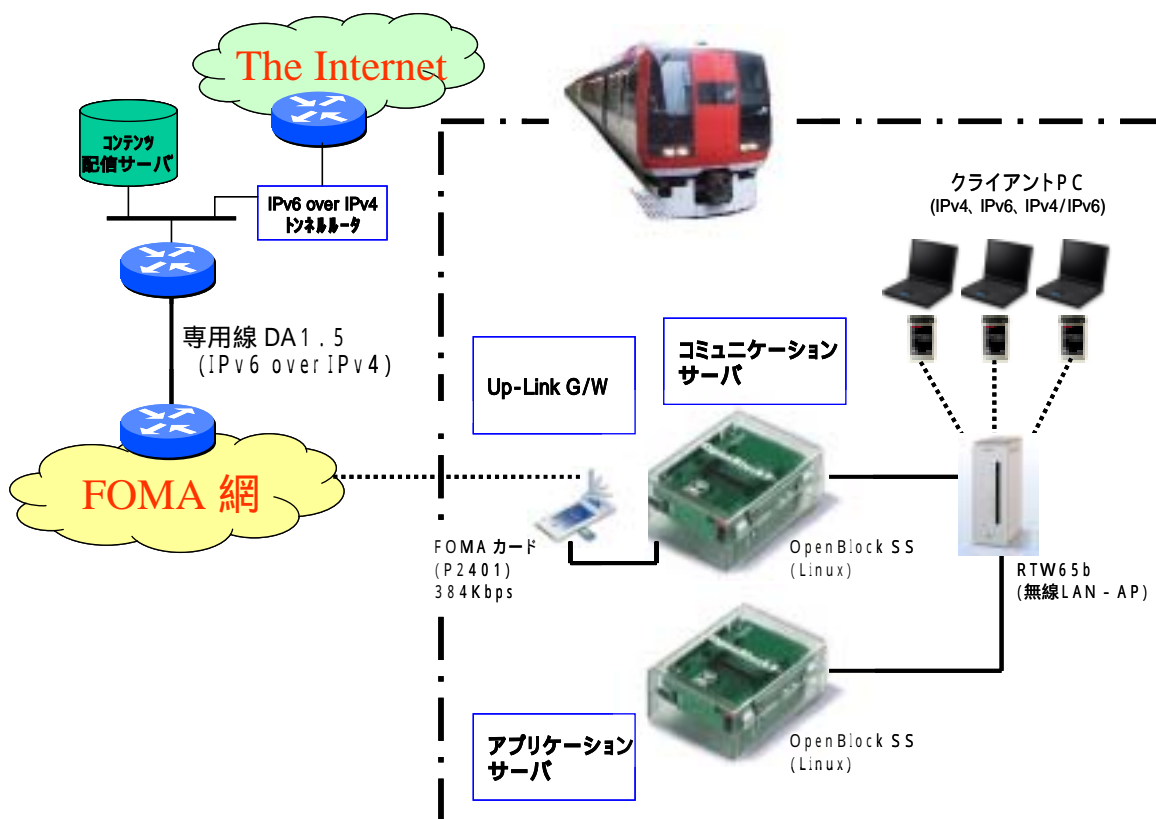 The Internet
コンテンツ
配信サーバ
IPv6 over IPv4
トンネルルータ
専用線 DA1.5
(IPv6 over IPv4)
FOMA 網
クライアントPC
(IPv4、IPv6、IPv4/IPv6)
コミュニケーション
サーバ
Up-Link G/W
FOMA カード
(P2401)
384Kbps
OpenBlock SS
(Linux)
RTW65b
(無線LAN-AP)
アプリケーション
サーバ
OpenBlock SS
(Linux)